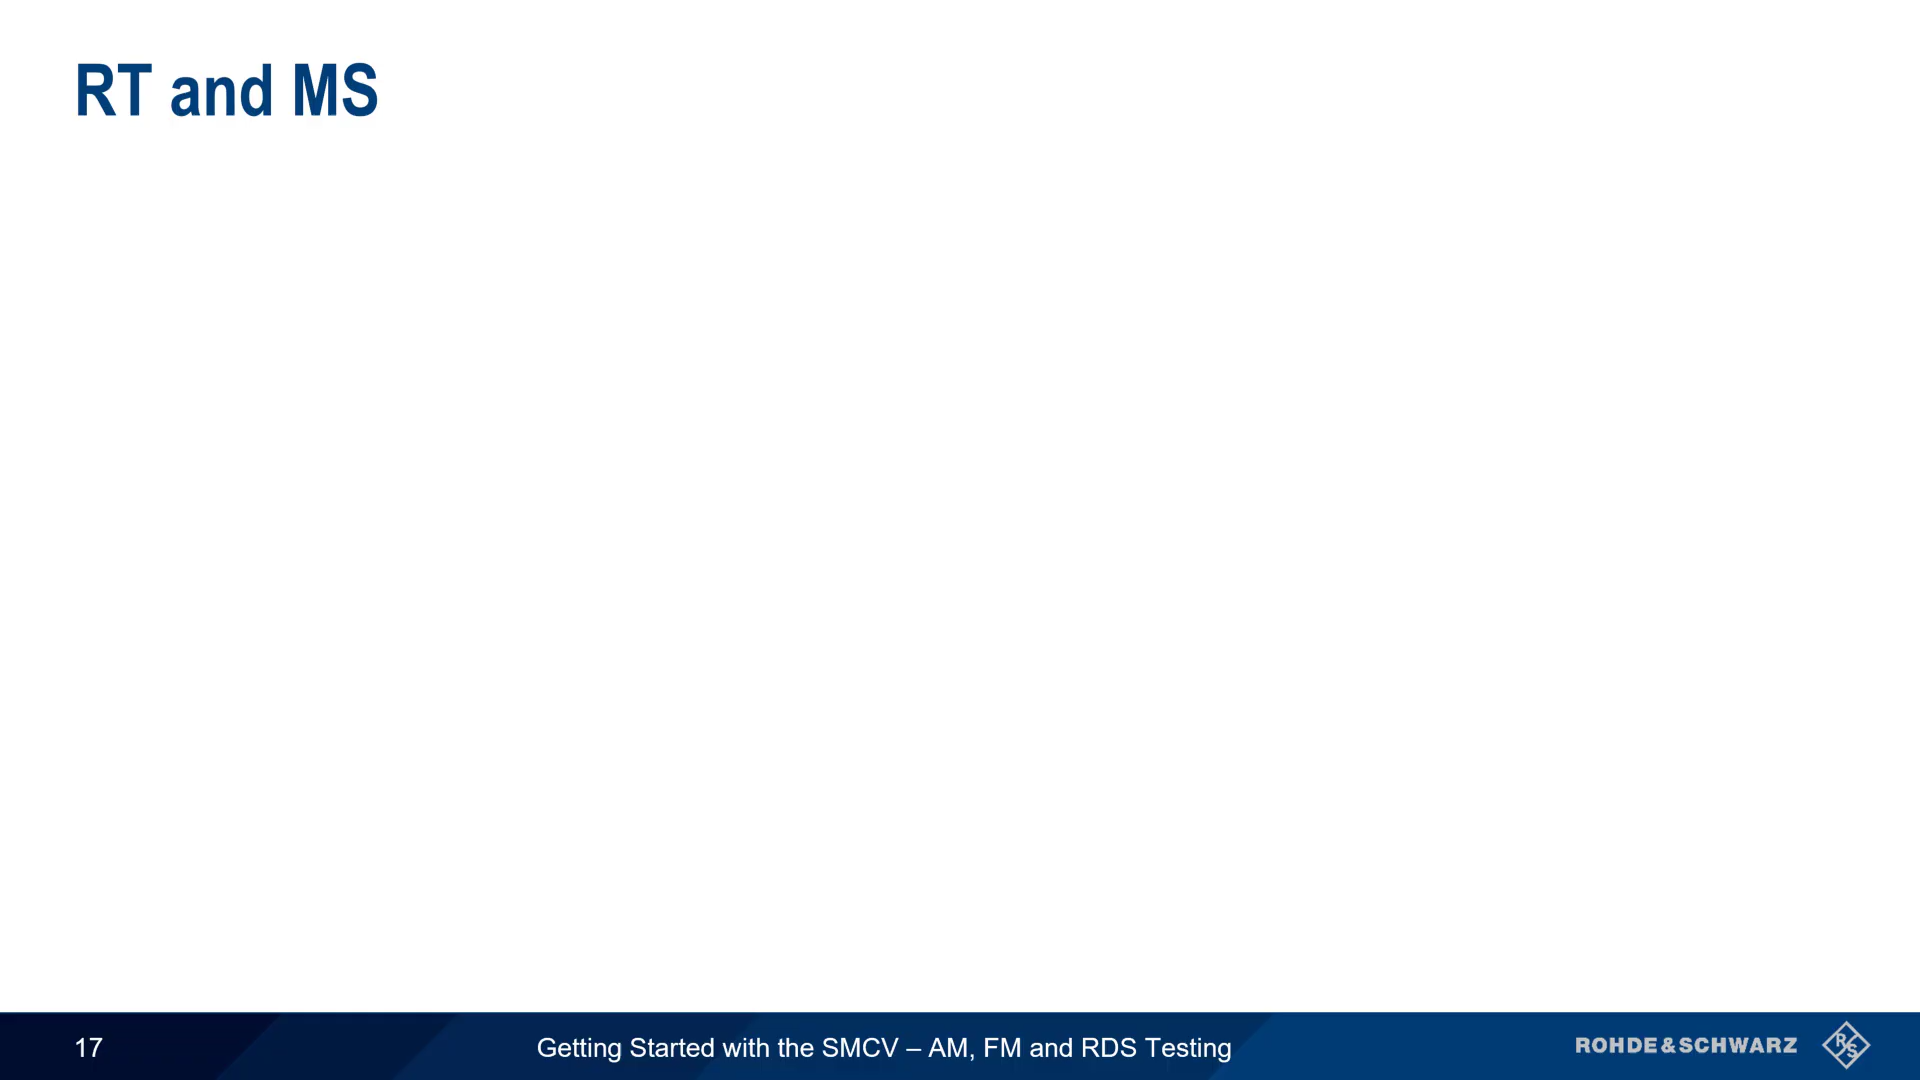 RT and MS
17
Getting Started with the SMCV – AM, FM and RDS Testing
ROHDE&SCHWARZ
R&S